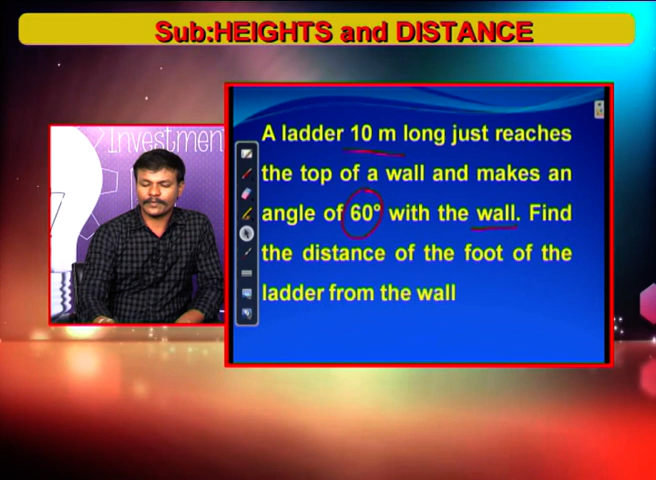 Sub:HEIGHTS and DISTANCE
Investment
A ladder 10 m long just reaches
the top of a wall and makes an
angle of 60° with the wall. Find
the distance of the foot of the
ladder from the wall